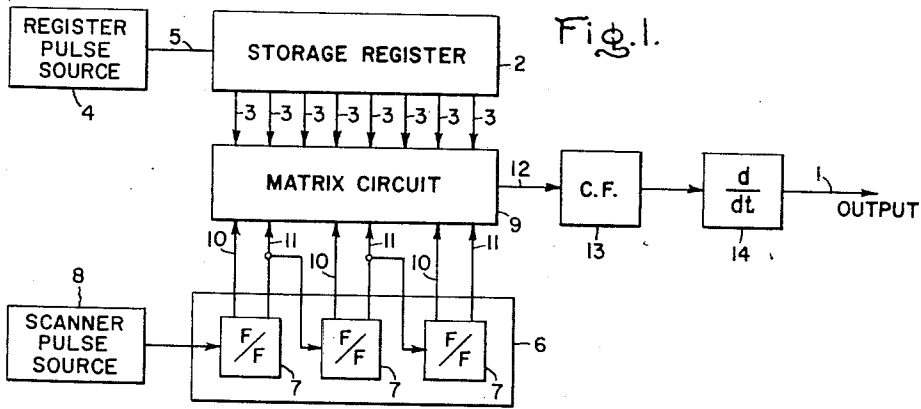 REGISTER
PULSE
SOURCE
4
5
STORAGE REGISTER
2
Fig.1.
3 3 3 3 3 3 3 3
MATRIX CIRCUIT
9
12
C.F.
13
d
dt
14
1
OUTPUT
10 11 10 11 10 11
8
SCANNER
PULSE
SOURCE
F/F F/F F/F
7 7 7
6